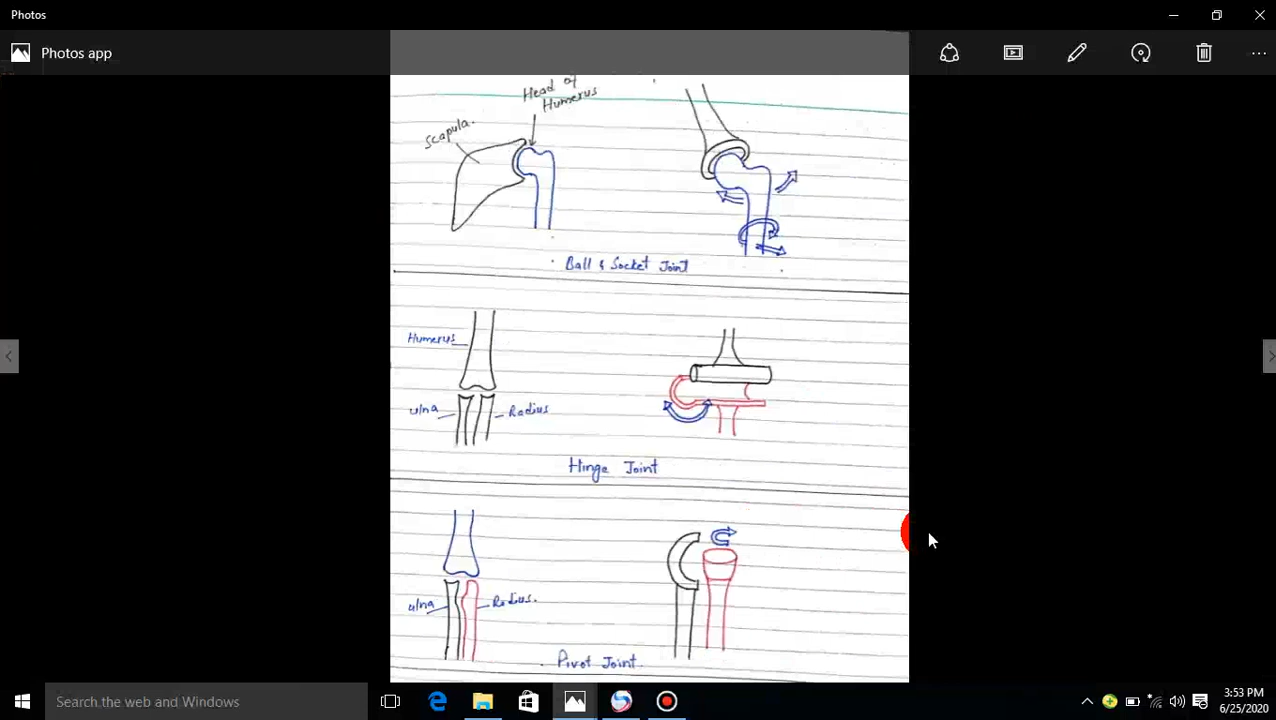 Photos
Photos app
Head of
Humerus
Scapula.
Ball & Socket Joint
Humerus
ulna
Radius
Hinge Joint
ulna
Radius.
Pivot Joint
Search the web and Windows
3:53 PM
6/25/2020